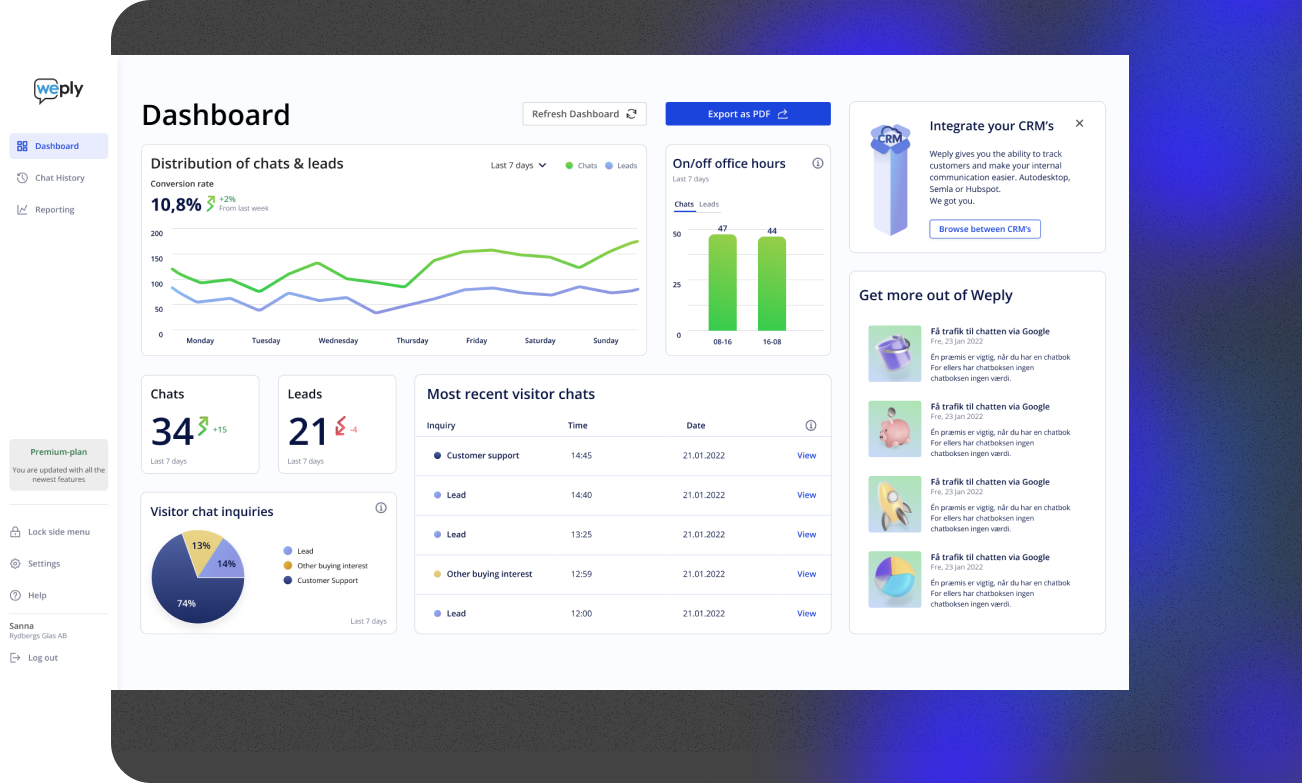 weply
Dashboard
Chat History
Reporting
Premium-plan
You are updated with all the
newest features
Lock side menu
Settings
Help
Sanna
Rydbergs Glas AB
Log out
Dashboard
Refresh Dashboard
Export as PDF
Distribution of chats & leads
Last 7 days
Chats
Leads
Conversion rate
10,8%
+2%
From last week
200
150
100
50
0
Monday
Tuesday
Wednesday
Thursday
Friday
Saturday
Sunday
On/off office hours
Last 7 days
Chats
Leads
50
25
0
47
44
08-16
16-08
CRM
Integrate your CRM's
Weply gives you the ability to track
customers and make your internal
communication easier. Autodesktop,
Semla or Hubspot.
We got you.
Browse between CRM's
Chats
34
+15
Last 7 days
Leads
21
-4
Last 7 days
Visitor chat inquiries
13%
14%
74%
Lead
Other buying interest
Customer Support
Last 7 days
Most recent visitor chats
Inquiry Time Date
Customer support 14:45 21.01.2022 View
Lead 14:40 21.01.2022 View
Lead 13:25 21.01.2022 View
Other buying interest 12:59 21.01.2022 View
Lead 12:00 21.01.2022 View
Get more out of Weply
Få trafik til chatten via Google
Fre, 23 Jan 2022
Én præmis er vigtig, når du har en chatbok
For ellers har chatboksen ingen
chatboksen ingen værdi.
Få trafik til chatten via Google
Fre, 23 Jan 2022
Én præmis er vigtig, når du har en chatbok
For ellers har chatboksen ingen
chatboksen ingen værdi.
Få trafik til chatten via Google
Fre, 23 Jan 2022
Én præmis er vigtig, når du har en chatbok
For ellers har chatboksen ingen
chatboksen ingen værdi.
Få trafik til chatten via Google
Fre, 23 Jan 2022
Én præmis er vigtig, når du har en chatbok
For ellers har chatboksen ingen
chatboksen ingen værdi.